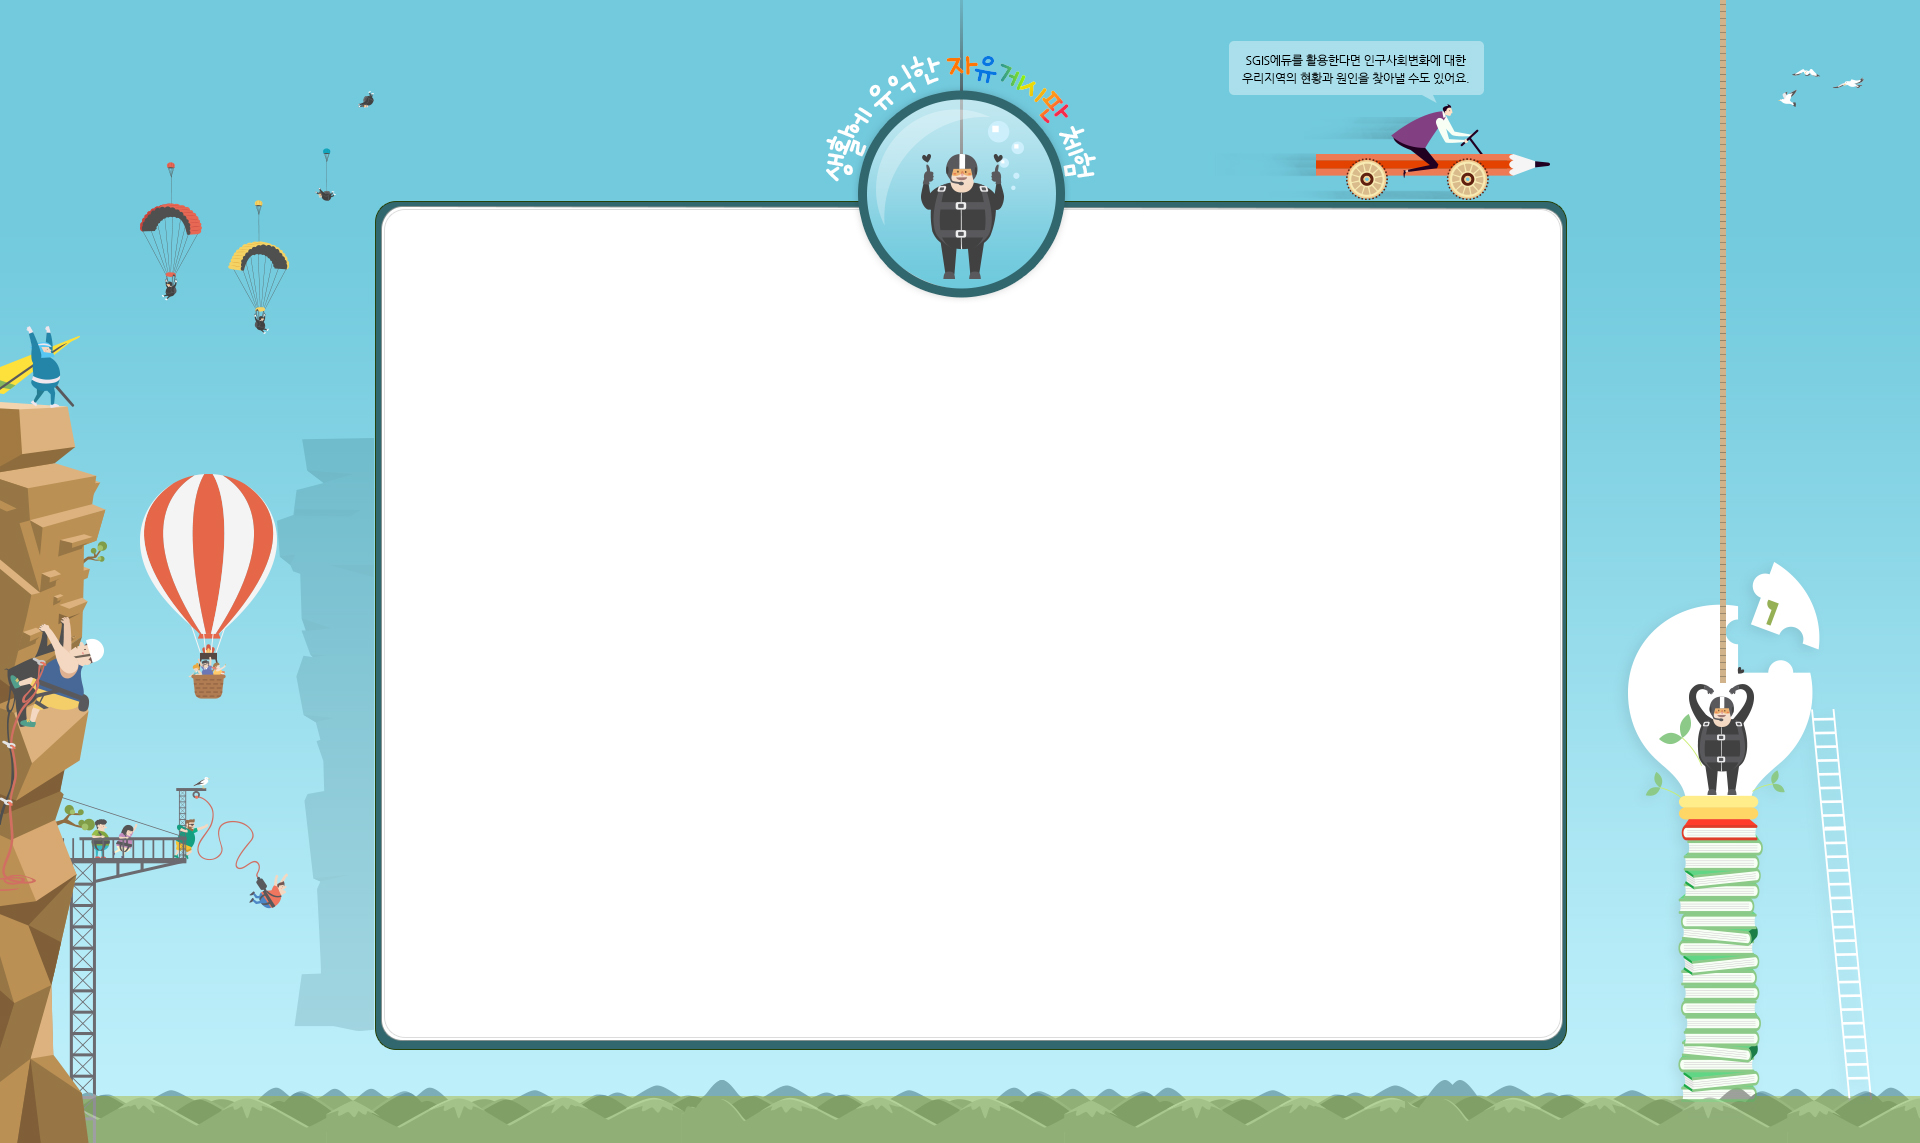 생활에 유익한 자유게시판 체험
SGIS에듀를 활용한다면 인구사회변화에 대한
우리지역의 현황과 원인을 찾아낼 수도 있어요.